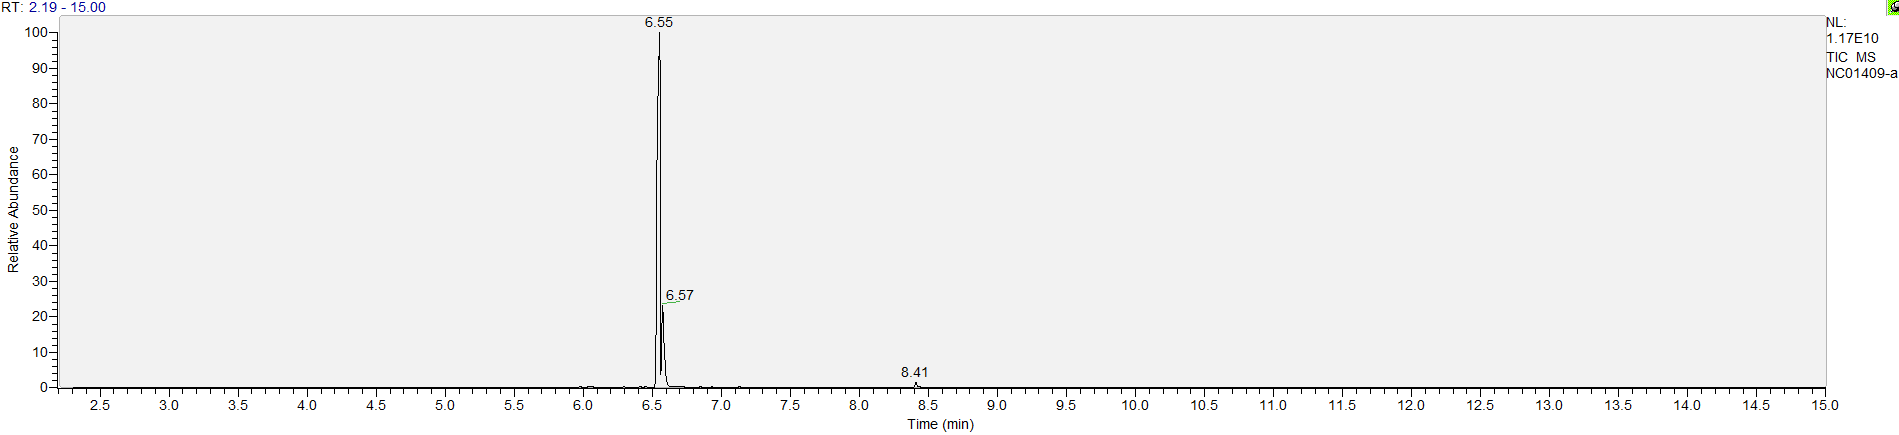 RT: 2.19 - 15.00
NL:
1.17E10
TIC MS
NC01409-a
6.55
6.57
8.41
100
90
80
70
60
50
40
30
20
10
0
Relative Abundance
2.5 3.0 3.5 4.0 4.5 5.0 5.5 6.0 6.5 7.0 7.5 8.0 8.5 9.0 9.5 10.0 10.5 11.0 11.5 12.0 12.5 13.0 13.5 14.0 14.5 15.0
Time (min)